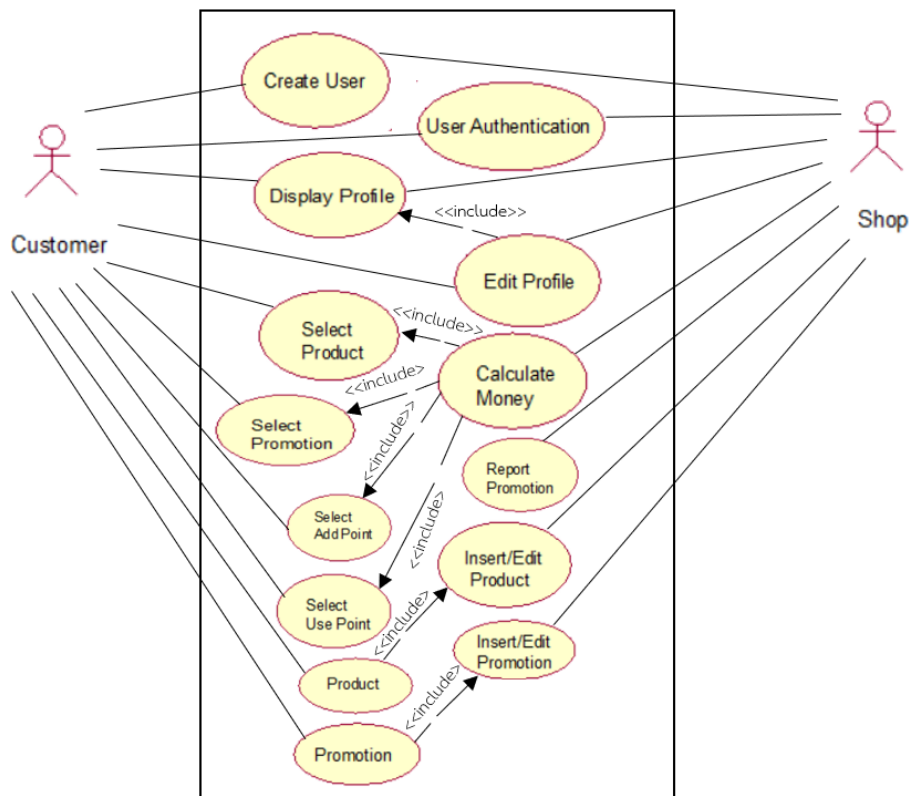 Create User
User Authentication
Display Profile
<<include>>
Customer
Shop
Edit Profile
<<include>>
Select
Product
Calculate
Money
<<include>
Select
Promotion
<<include>>
Report
Promotion
Select
Add Point
<<include>
Insert/Edit
Product
Select
Use Point
<<include>
Insert/Edit
Promotion
Product
<<include>
Promotion